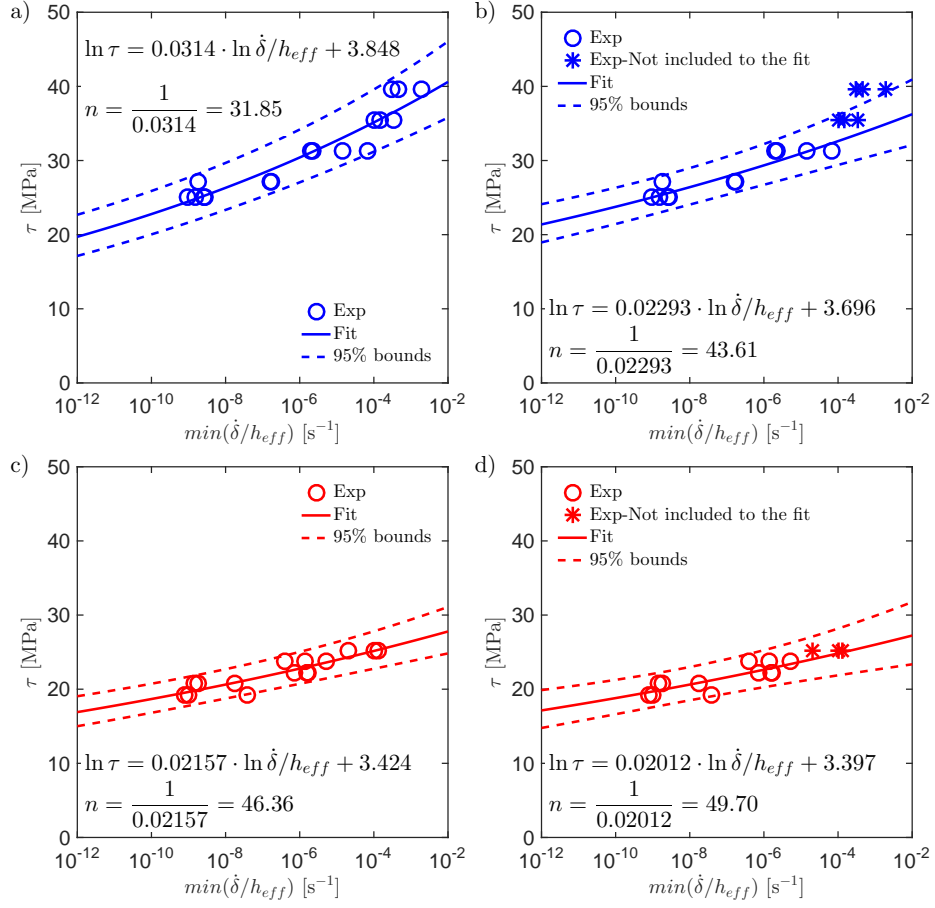 a)
ln τ = 0.0314 · ln δ̇/h_eff + 3.848
n = 1/0.0314 = 31.85
50
40
30
20
10
0
τ [MPa]
Exp
Fit
95% bounds
10^-12 10^-10 10^-8 10^-6 10^-4 10^-2
min(δ̇/h_eff) [s^-1]
b)
Exp
Exp-Not included to the fit
Fit
95% bounds
50
40
30
20
10
0
τ [MPa]
ln τ = 0.02293 · ln δ̇/h_eff + 3.696
n = 1/0.02293 = 43.61
10^-12 10^-10 10^-8 10^-6 10^-4 10^-2
min(δ̇/h_eff) [s^-1]
c)
Exp
Fit
95% bounds
50
40
30
20
10
0
τ [MPa]
ln τ = 0.02157 · ln δ̇/h_eff + 3.424
n = 1/0.02157 = 46.36
10^-12 10^-10 10^-8 10^-6 10^-4 10^-2
min(δ̇/h_eff) [s^-1]
d)
Exp
Exp-Not included to the fit
Fit
95% bounds
50
40
30
20
10
0
τ [MPa]
ln τ = 0.02012 · ln δ̇/h_eff + 3.397
n = 1/0.02012 = 49.70
10^-12 10^-10 10^-8 10^-6 10^-4 10^-2
min(δ̇/h_eff) [s^-1]